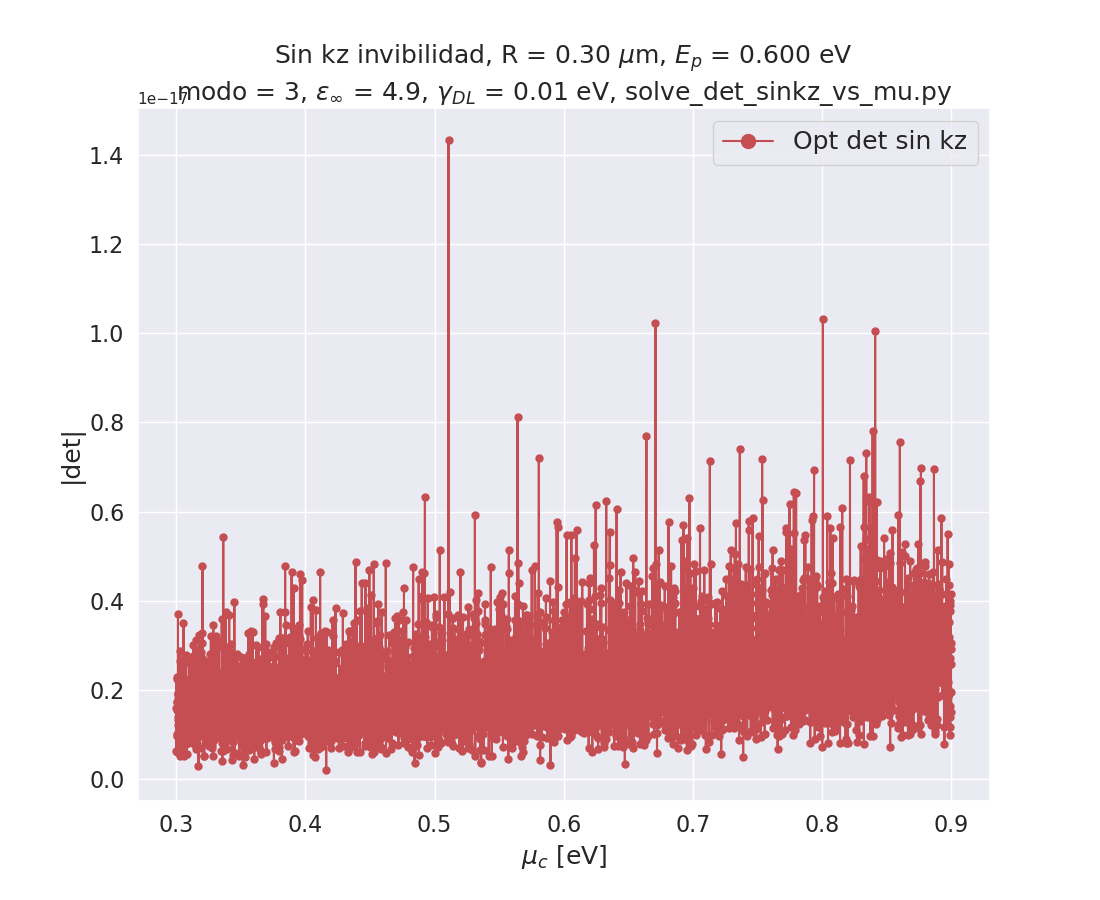 Sin kz invibilidad, R = 0.30 μm, E_p = 0.600 eV
modo = 3, ε_∞ = 4.9, γ_DL = 0.01 eV, solve_det_sinkz_vs_mu.py
1e−17
Opt det sin kz
|det|
1.4
1.2
1.0
0.8
0.6
0.4
0.2
0.0
0.3 0.4 0.5 0.6 0.7 0.8 0.9
μ_c [eV]